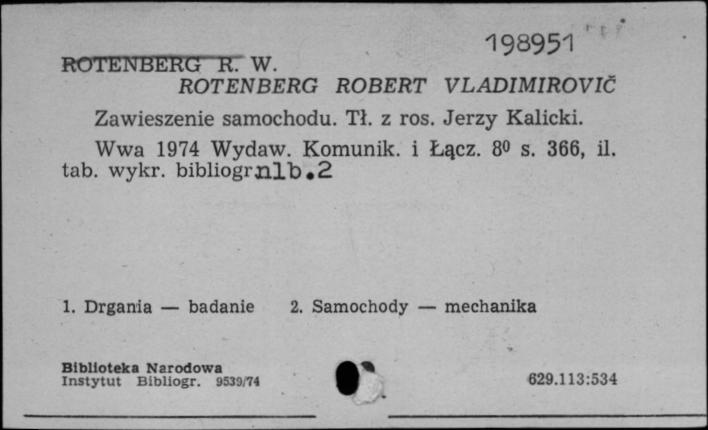 198951
ROTENBERG R. W.
ROTENBERG ROBERT VLADIMIROVIČ
Zawieszenie samochodu. Tł. z ros. Jerzy Kalicki.
Wwa 1974 Wydaw. Komunik. i Łącz. 8⁰ s. 366, il.
tab. wykr. bibliogr nlb.2
1. Drgania — badanie 2. Samochody — mechanika
Biblioteka Narodowa
Instytut Bibliogr. 9539/74
629.113:534